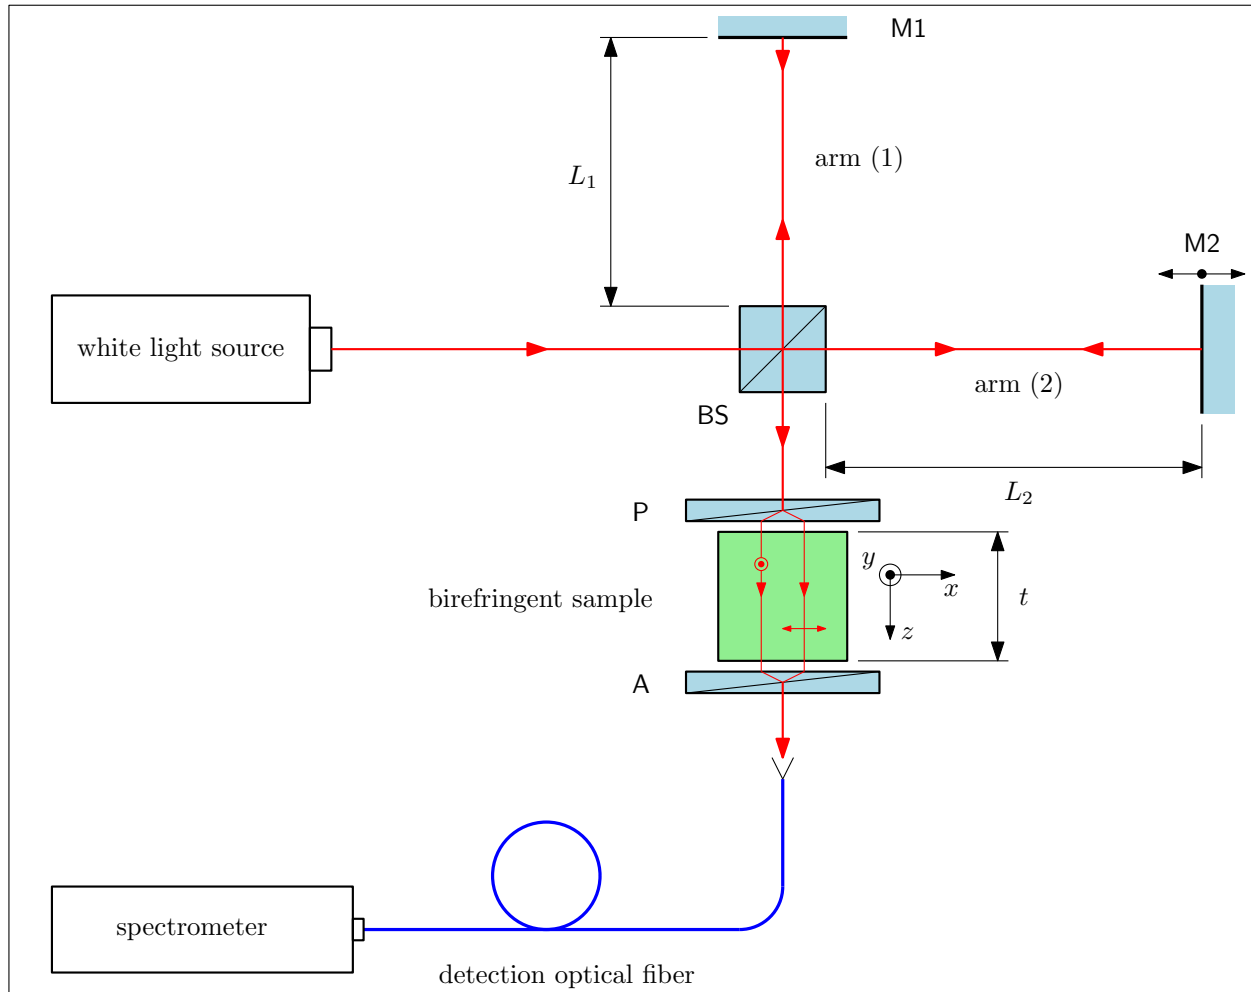 M1
arm (1)
L₁
M2
white light source
arm (2)
BS
L₂
P
y
x
birefringent sample
t
z
A
spectrometer
detection optical fiber